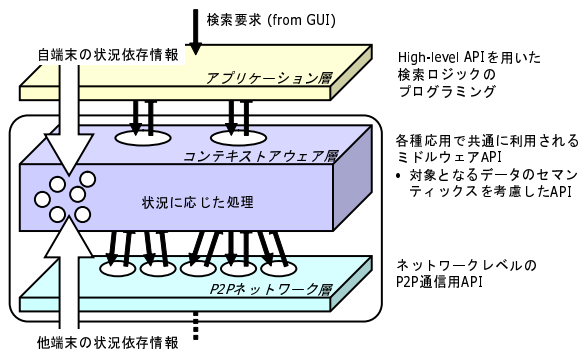 検索要求 (from GUI)
自端末の状況依存情報
アプリケーション層
High-level APIを用いた
検索ロジックの
プログラミング
コンテキストアウェア層
各種応用で共通に利用される
ミドルウェアAPI
• 対象となるデータのセマン
ティックスを考慮したAPI
状況に応じた処理
P2Pネットワーク層
ネットワークレベルの
P2P通信用API
他端末の状況依存情報